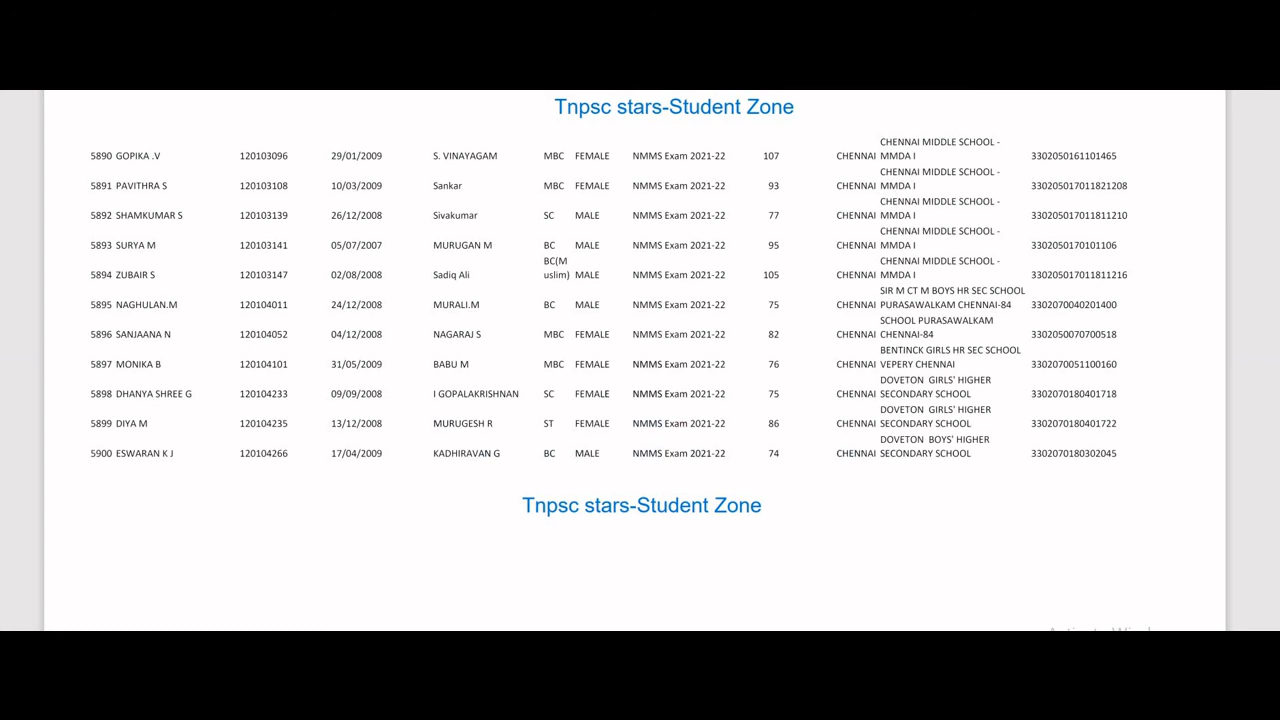 Tnpsc stars-Student Zone
CHENNAI MIDDLE SCHOOL -
5890 GOPIKA .V 120103096 29/01/2009 S. VINAYAGAM MBC FEMALE NMMS Exam 2021-22 107 CHENNAI MMDA I 3302050161101465
CHENNAI MIDDLE SCHOOL -
5891 PAVITHRA S 120103108 10/03/2009 Sankar MBC FEMALE NMMS Exam 2021-22 93 CHENNAI MMDA I 330205017011821208
CHENNAI MIDDLE SCHOOL -
5892 SHAMKUMAR S 120103139 26/12/2008 Sivakumar SC MALE NMMS Exam 2021-22 77 CHENNAI MMDA I 330205017011811210
CHENNAI MIDDLE SCHOOL -
5893 SURYA M 120103141 05/07/2007 MURUGAN M BC MALE NMMS Exam 2021-22 95 CHENNAI MMDA I 3302050170101106
BC(M CHENNAI MIDDLE SCHOOL -
5894 ZUBAIR S 120103147 02/08/2008 Sadiq Ali uslim) MALE NMMS Exam 2021-22 105 CHENNAI MMDA I 330205017011811216
SIR M CT M BOYS HR SEC SCHOOL
5895 NAGHULAN.M 120104011 24/12/2008 MURALI.M BC MALE NMMS Exam 2021-22 75 CHENNAI PURASAWALKAM CHENNAI-84 3302070040201400
SCHOOL PURASAWALKAM
5896 SANJAANA N 120104052 04/12/2008 NAGARAJ S MBC FEMALE NMMS Exam 2021-22 82 CHENNAI CHENNAI-84 3302050070700518
BENTINCK GIRLS HR SEC SCHOOL
5897 MONIKA B 120104101 31/05/2009 BABU M MBC FEMALE NMMS Exam 2021-22 76 CHENNAI VEPERY CHENNAI 3302070051100160
DOVETON GIRLS' HIGHER
5898 DHANYA SHREE G 120104233 09/09/2008 I GOPALAKRISHNAN SC FEMALE NMMS Exam 2021-22 75 CHENNAI SECONDARY SCHOOL 3302070180401718
DOVETON GIRLS' HIGHER
5899 DIYA M 120104235 13/12/2008 MURUGESH R ST FEMALE NMMS Exam 2021-22 86 CHENNAI SECONDARY SCHOOL 3302070180401722
DOVETON BOYS' HIGHER
5900 ESWARAN K J 120104266 17/04/2009 KADHIRAVAN G BC MALE NMMS Exam 2021-22 74 CHENNAI SECONDARY SCHOOL 3302070180302045
Tnpsc stars-Student Zone